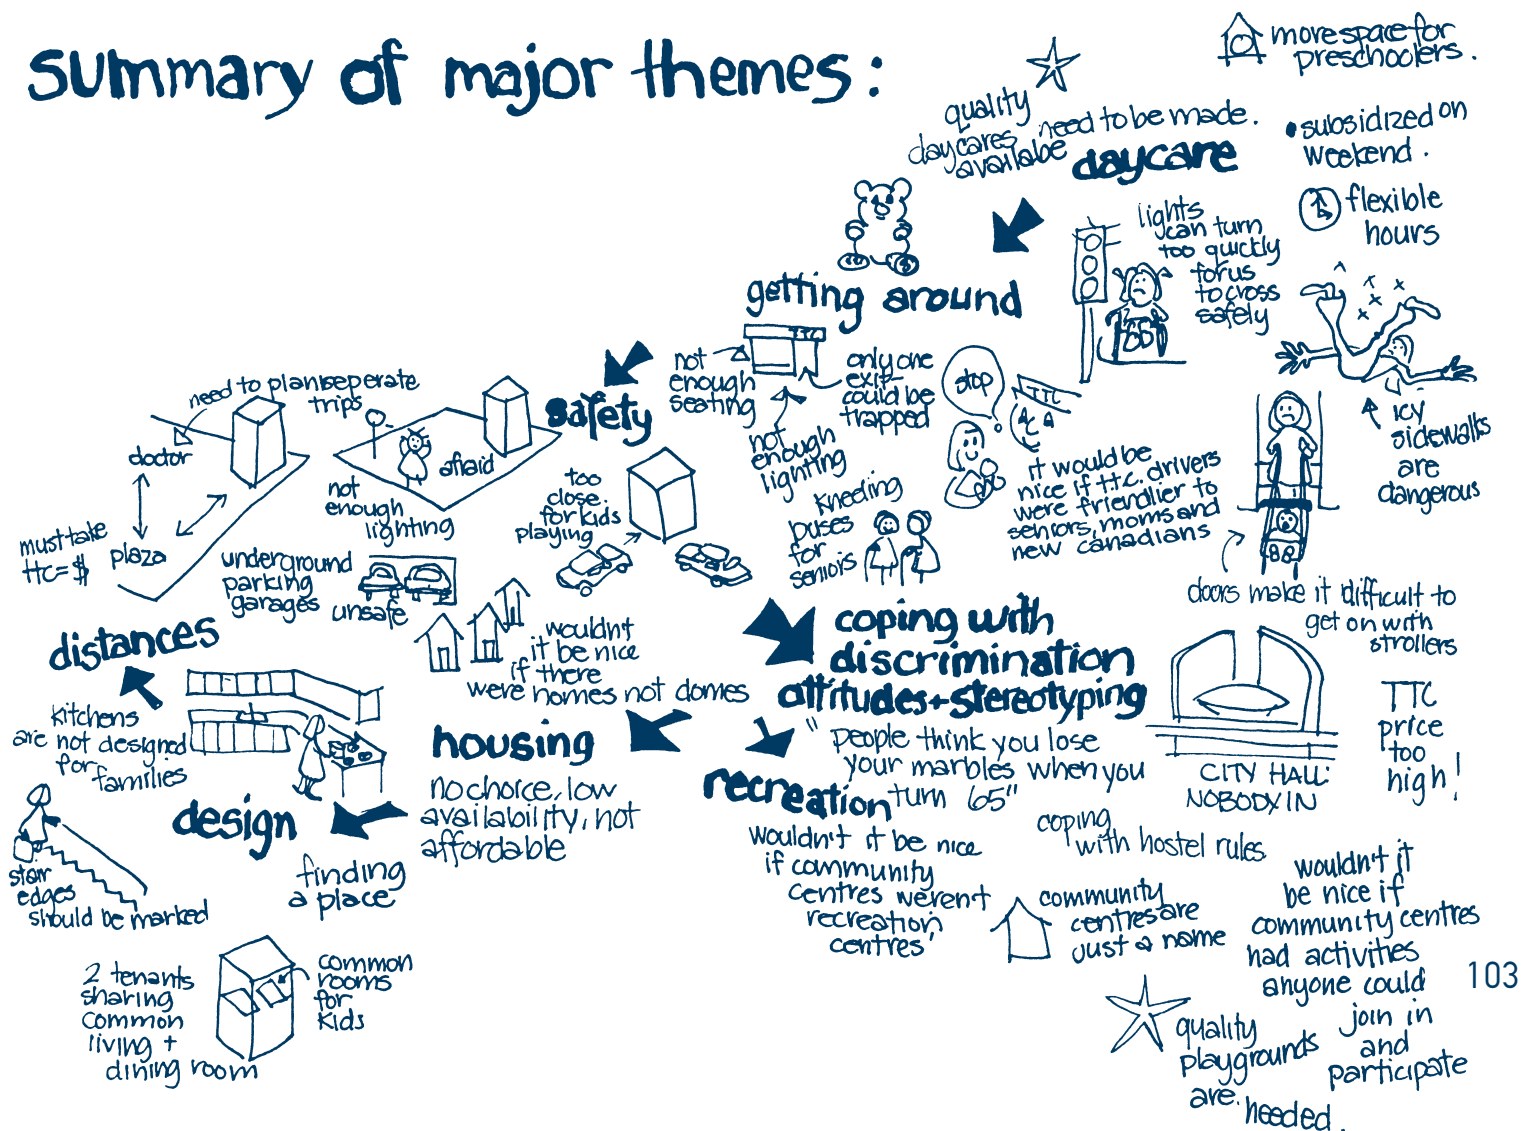 summary of major themes:
more space for
preschoolers.
quality
daycares need to be made.
availabe
daycare
• subsidized on
weekend.
flexible
hours
lights
can turn
too quickly
for us
to cross
safely
getting around
TTC
not
enough
seating
only one
exit-
could be
trapped
not
enough
lighting
stop
TTC
icy
sidewalks
are
dangerous
it would be
nice if t.t.c. drivers
were friendlier to
seniors, moms and
new canadians
kneeding
buses
for
seniors
doors make it difficult to
get on with
strollers
TTC
price
too
high!
safety
need to plan seperate
trips
doctor
must take
ttc = $
plaza
distances
afraid
not
enough
lighting
too
close.
for kids
playing
underground
parking
garages
unsafe
wouldn't
it be nice
if there
were homes not domes
coping with
discrimination
attitudes + stereotyping
"people think you lose
your marbles when you
turn 65"
CITY HALL:
NOBODY IN
coping
with hostel rules
housing
no choice, low
availability, not
affordable
finding
a place
kitchens
are not designed
for families
design
stair
edges
should be marked
2 tenants
sharing
common
living +
dining room
common
rooms
for
kids
recreation
wouldn't it be nice
if community
centres weren't
'recreation
centres'
community
centres are
just a name
wouldn't it
be nice if
community centres
had activities
anyone could
join in
and
participate
quality
playgrounds
are.
needed.
103